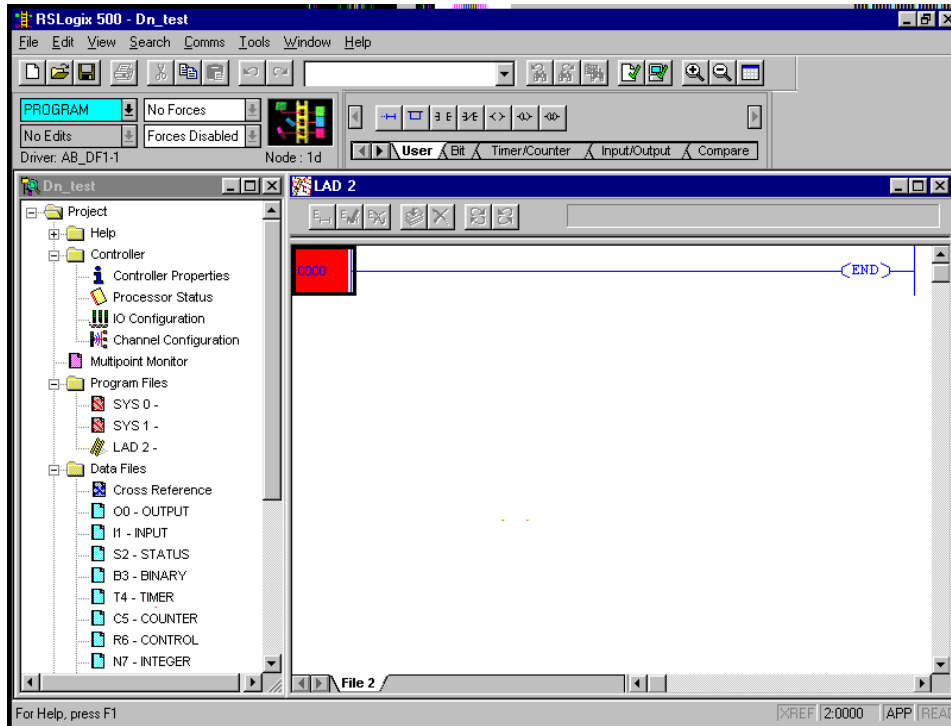 RSLogix 500 - Dn_test
File Edit View Search Comms Tools Window Help
PROGRAM No Forces
No Edits Forces Disabled
Driver: AB_DF1-1 Node : 1d
User Bit Timer/Counter Input/Output Compare
Dn_test
Project
Help
Controller
Controller Properties
Processor Status
IO Configuration
Channel Configuration
Multipoint Monitor
Program Files
SYS 0 -
SYS 1 -
LAD 2 -
Data Files
Cross Reference
O0 - OUTPUT
I1 - INPUT
S2 - STATUS
B3 - BINARY
T4 - TIMER
C5 - COUNTER
R6 - CONTROL
N7 - INTEGER
LAD 2
0000 END
File 2
For Help, press F1 XREF 2:0000 APP REA